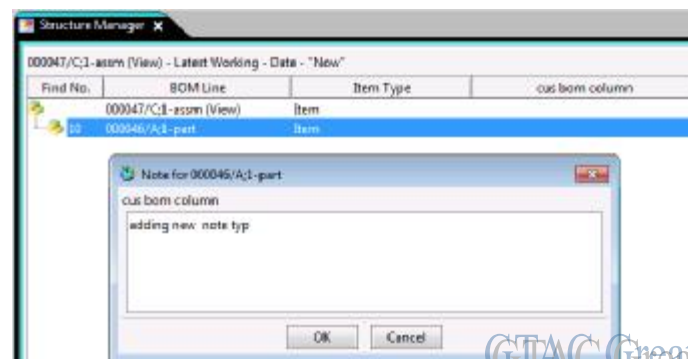 Structure Manager
000047/C;1-assm (View) - Latest Working - Date - "Now"
Find No. BOM Line Item Type cus bom column
000047/C;1-assm (View) Item
10 000046/A;1-part Item
Note for 000046/A;1-part
cus bom column
adding new note typ
OK Cancel
GTAC